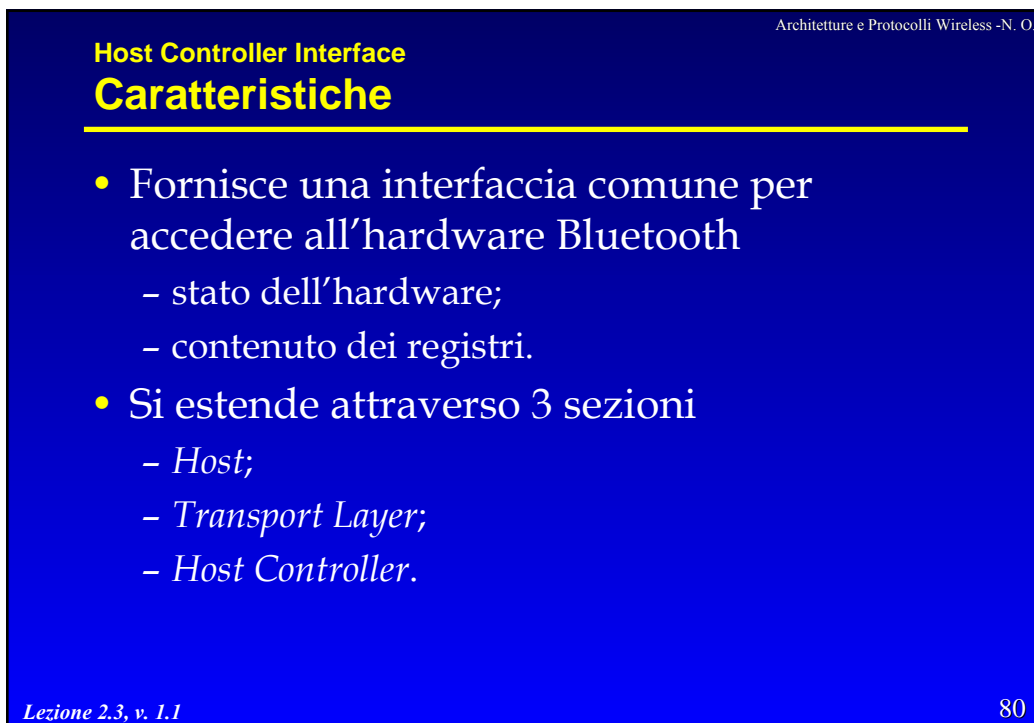 Architetture e Protocolli Wireless -N. O.
Host Controller Interface
Caratteristiche
• Fornisce una interfaccia comune per
accedere all’hardware Bluetooth
– stato dell’hardware;
– contenuto dei registri.
• Si estende attraverso 3 sezioni
– Host;
– Transport Layer;
– Host Controller.
Lezione 2.3, v. 1.1
80